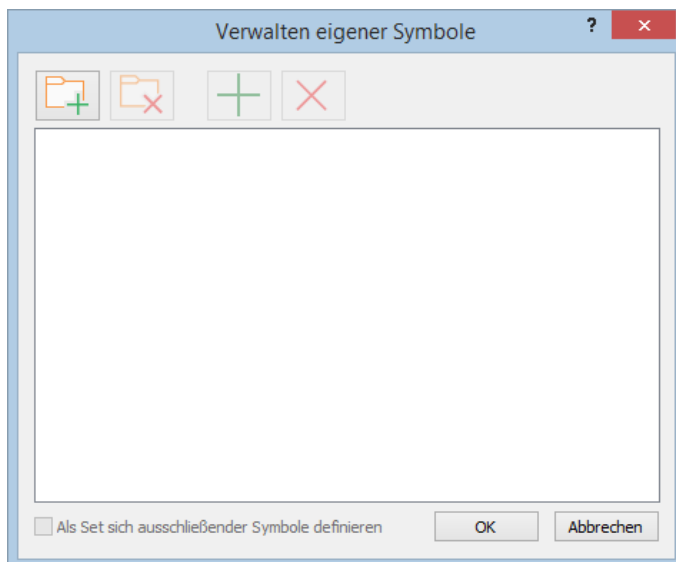 Verwalten eigener Symbole
?
Als Set sich ausschließender Symbole definieren
OK
Abbrechen